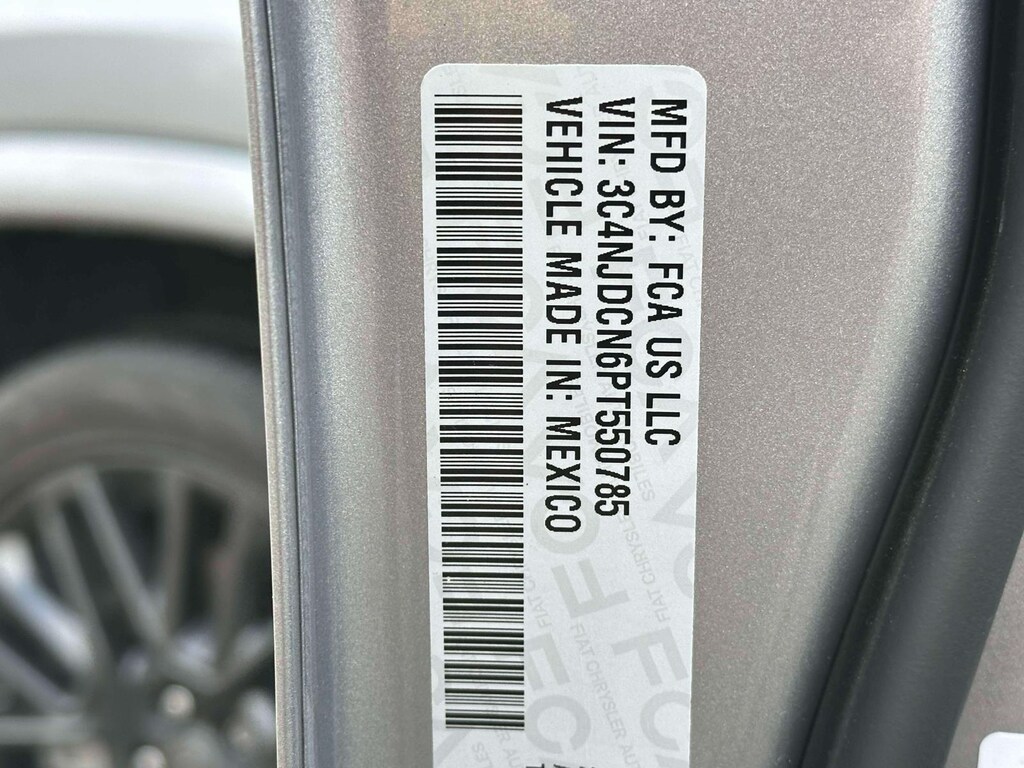 MFD BY: FCA US LLC
VIN: 3C4NJDCN6PT550785
VEHICLE MADE IN: MEXICO